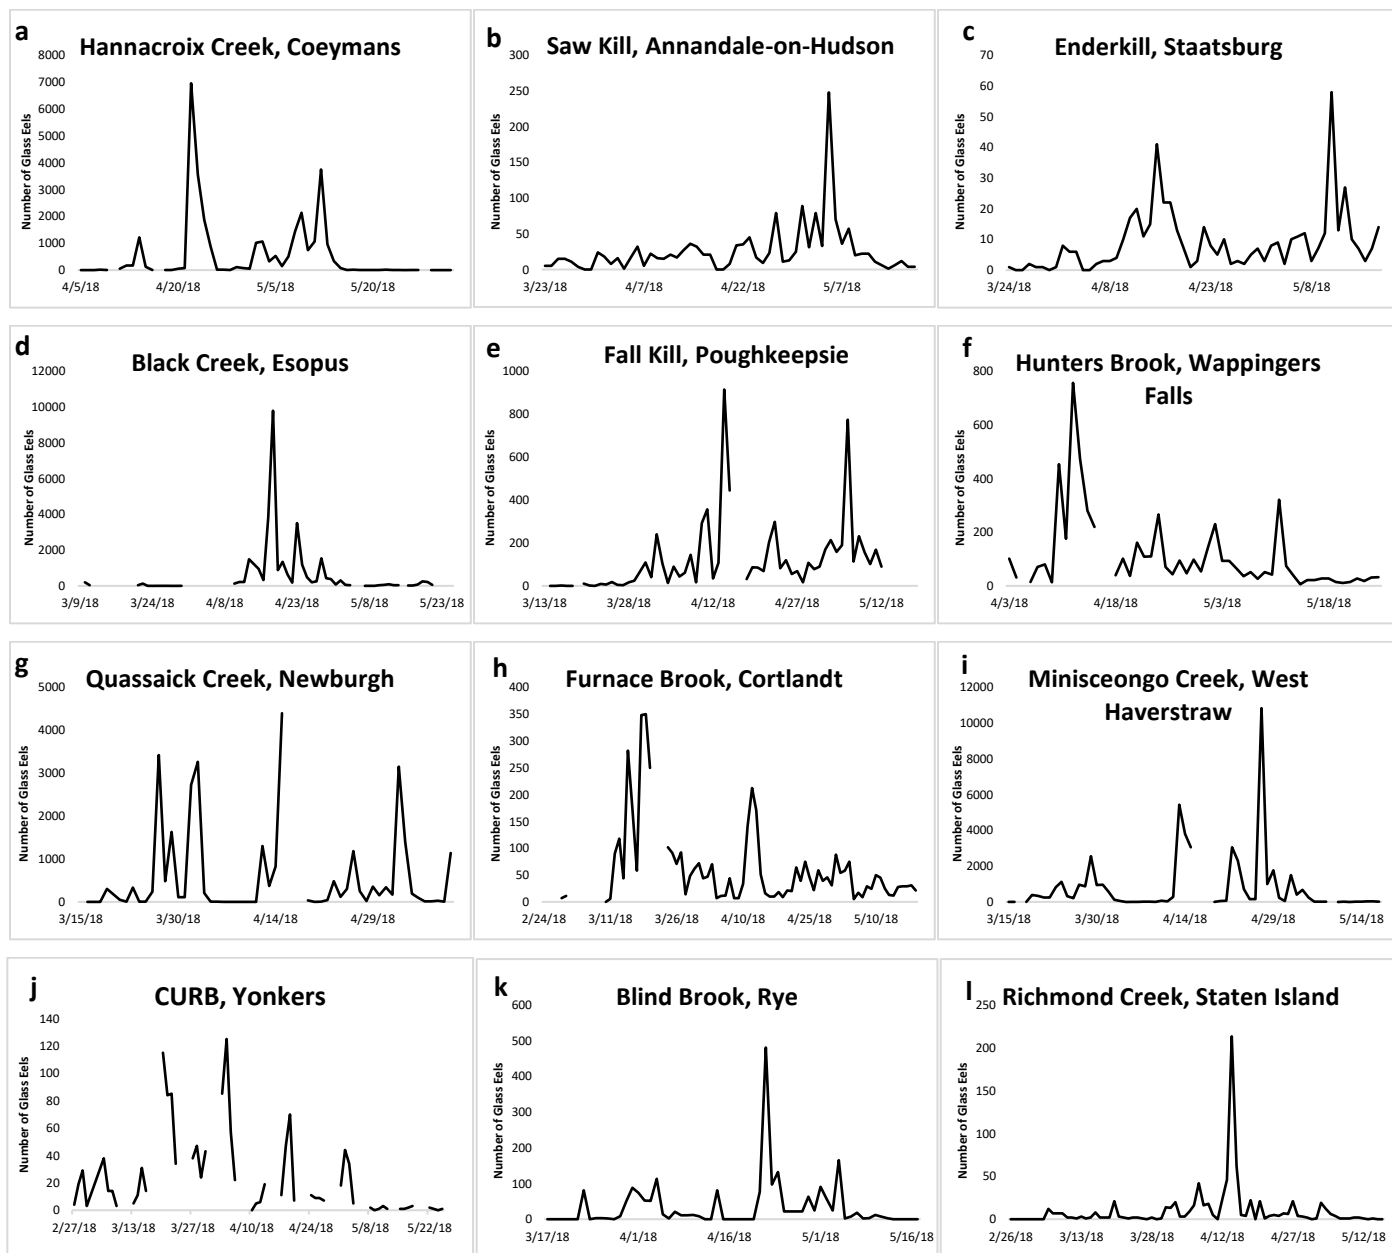 a
Hannacroix Creek, Coeymans
Number of Glass Eels
8000
7000
6000
5000
4000
3000
2000
1000
0
4/5/18 4/20/18 5/5/18 5/20/18
b
Saw Kill, Annandale-on-Hudson
Number of Glass Eels
300
250
200
150
100
50
0
3/23/18 4/7/18 4/22/18 5/7/18
c
Enderkill, Staatsburg
Number of Glass Eels
70
60
50
40
30
20
10
0
3/24/18 4/8/18 4/23/18 5/8/18
d
Black Creek, Esopus
Number of Glass Eels
12000
10000
8000
6000
4000
2000
0
3/9/18 3/24/18 4/8/18 4/23/18 5/8/18 5/23/18
e
Fall Kill, Poughkeepsie
Number of Glass Eels
1000
800
600
400
200
0
3/13/18 3/28/18 4/12/18 4/27/18 5/12/18
f
Hunters Brook, Wappingers
Falls
Number of Glass Eels
800
600
400
200
0
4/3/18 4/18/18 5/3/18 5/18/18
g
Quassaick Creek, Newburgh
Number of Glass Eels
5000
4000
3000
2000
1000
0
3/15/18 3/30/18 4/14/18 4/29/18
h
Furnace Brook, Cortlandt
Number of Glass Eels
400
350
300
250
200
150
100
50
0
2/24/18 3/11/18 3/26/18 4/10/18 4/25/18 5/10/18
i
Minisceongo Creek, West
Haverstraw
Number of Glass Eels
12000
10000
8000
6000
4000
2000
0
3/15/18 3/30/18 4/14/18 4/29/18 5/14/18
j
CURB, Yonkers
Number of Glass Eels
140
120
100
80
60
40
20
0
2/27/18 3/13/18 3/27/18 4/10/18 4/24/18 5/8/18 5/22/18
k
Blind Brook, Rye
Number of Glass Eels
600
500
400
300
200
100
0
3/17/18 4/1/18 4/16/18 5/1/18 5/16/18
l
Richmond Creek, Staten Island
Number of Glass Eels
250
200
150
100
50
0
2/26/18 3/13/18 3/28/18 4/12/18 4/27/18 5/12/18